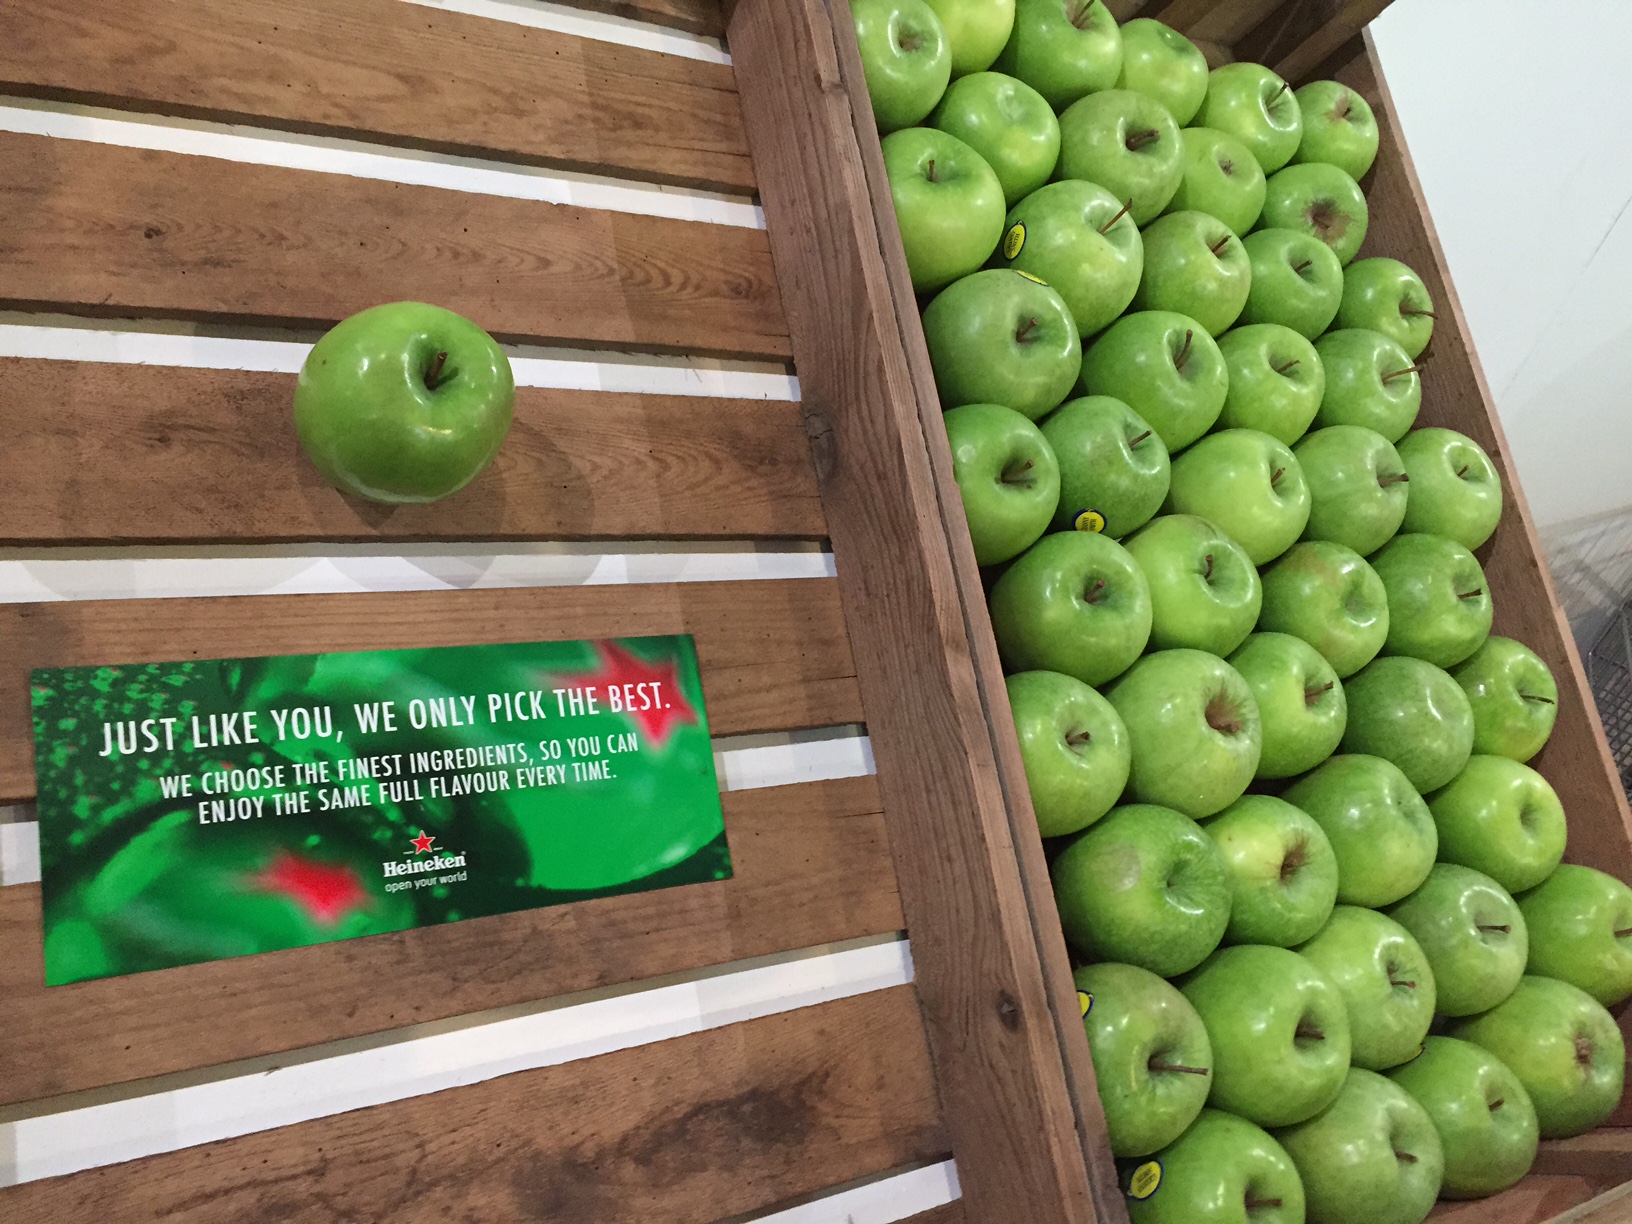 JUST LIKE YOU, WE ONLY PICK THE BEST.
WE CHOOSE THE FINEST INGREDIENTS, SO YOU CAN
ENJOY THE SAME FULL FLAVOUR EVERY TIME.
Heineken
open your world